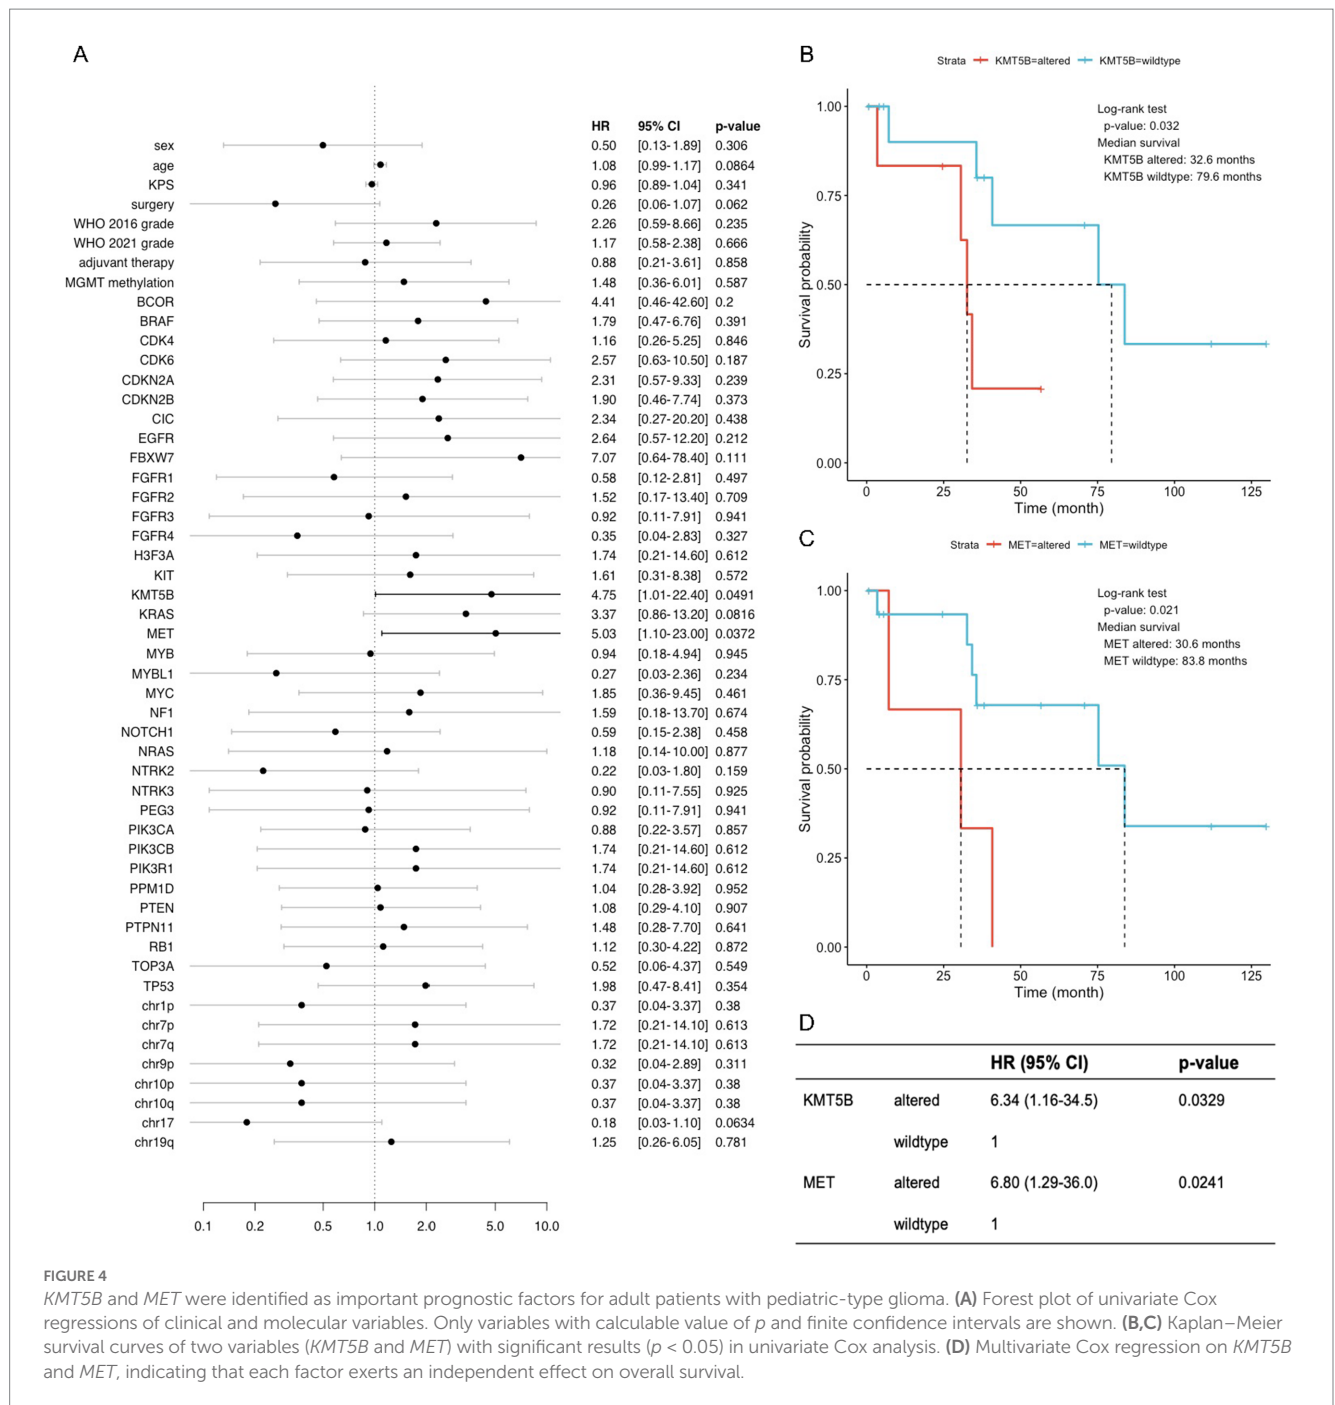 A
HR 95% CI p-value
sex 0.50 [0.13-1.89] 0.306
age 1.08 [0.99-1.17] 0.0864
KPS 0.96 [0.89-1.04] 0.341
surgery 0.26 [0.06-1.07] 0.062
WHO 2016 grade 2.26 [0.59-8.66] 0.235
WHO 2021 grade 1.17 [0.58-2.38] 0.666
adjuvant therapy 0.88 [0.21-3.61] 0.858
MGMT methylation 1.48 [0.36-6.01] 0.587
BCOR 4.41 [0.46-42.60] 0.2
BRAF 1.79 [0.47-6.76] 0.391
CDK4 1.16 [0.26-5.25] 0.846
CDK6 2.57 [0.63-10.50] 0.187
CDKN2A 2.31 [0.57-9.33] 0.239
CDKN2B 1.90 [0.46-7.74] 0.373
CIC 2.34 [0.27-20.20] 0.438
EGFR 2.64 [0.57-12.20] 0.212
FBXW7 7.07 [0.64-78.40] 0.111
FGFR1 0.58 [0.12-2.81] 0.497
FGFR2 1.52 [0.17-13.40] 0.709
FGFR3 0.92 [0.11-7.91] 0.941
FGFR4 0.35 [0.04-2.83] 0.327
H3F3A 1.74 [0.21-14.60] 0.612
KIT 1.61 [0.31-8.38] 0.572
KMT5B 4.75 [1.01-22.40] 0.0491
KRAS 3.37 [0.86-13.20] 0.0816
MET 5.03 [1.10-23.00] 0.0372
MYB 0.94 [0.18-4.94] 0.945
MYBL1 0.27 [0.03-2.36] 0.234
MYC 1.85 [0.36-9.45] 0.461
NF1 1.59 [0.18-13.70] 0.674
NOTCH1 0.59 [0.15-2.38] 0.458
NRAS 1.18 [0.14-10.00] 0.877
NTRK2 0.22 [0.03-1.80] 0.159
NTRK3 0.90 [0.11-7.55] 0.925
PEG3 0.92 [0.11-7.91] 0.941
PIK3CA 0.88 [0.22-3.57] 0.857
PIK3CB 1.74 [0.21-14.60] 0.612
PIK3R1 1.74 [0.21-14.60] 0.612
PPM1D 1.04 [0.28-3.92] 0.952
PTEN 1.08 [0.29-4.10] 0.907
PTPN11 1.48 [0.28-7.70] 0.641
RB1 1.12 [0.30-4.22] 0.872
TOP3A 0.52 [0.06-4.37] 0.549
TP53 1.98 [0.47-8.41] 0.354
chr1p 0.37 [0.04-3.37] 0.38
chr7p 1.72 [0.21-14.10] 0.613
chr7q 1.72 [0.21-14.10] 0.613
chr9p 0.32 [0.04-2.89] 0.311
chr10p 0.37 [0.04-3.37] 0.38
chr10q 0.37 [0.04-3.37] 0.38
chr17 0.18 [0.03-1.10] 0.0634
chr19q 1.25 [0.26-6.05] 0.781
0.1 0.2 0.5 1.0 2.0 5.0 10.0
B
Strata KMT5B=altered KMT5B=wildtype
Log-rank test
p-value: 0.032
Median survival
KMT5B altered: 32.6 months
KMT5B wildtype: 79.6 months
Survival probability
1.00
0.75
0.50
0.25
0.00
0 25 50 75 100 125
Time (month)
C
Strata MET=altered MET=wildtype
Log-rank test
p-value: 0.021
Median survival
MET altered: 30.6 months
MET wildtype: 83.8 months
Survival probability
1.00
0.75
0.50
0.25
0.00
0 25 50 75 100 125
Time (month)
D
HR (95% CI) p-value
KMT5B altered 6.34 (1.16-34.5) 0.0329
wildtype 1
MET altered 6.80 (1.29-36.0) 0.0241
wildtype 1
FIGURE 4
KMT5B and MET were identified as important prognostic factors for adult patients with pediatric-type glioma. (A) Forest plot of univariate Cox
regressions of clinical and molecular variables. Only variables with calculable value of p and finite confidence intervals are shown. (B,C) Kaplan–Meier
survival curves of two variables (KMT5B and MET) with significant results (p < 0.05) in univariate Cox analysis. (D) Multivariate Cox regression on KMT5B
and MET, indicating that each factor exerts an independent effect on overall survival.